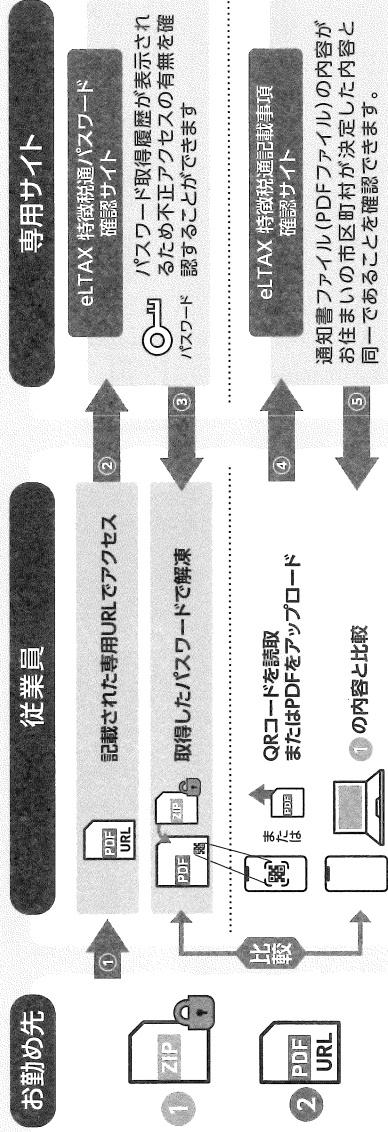 お勤め先
ZIP
1
PDF
URL
2
①
従業員
PDF
URL
記載された専用URLでアクセス
②
ZIP
PDF
取得したパスワードで解凍
③
比較
または
PDF
QRコードを読取
またはPDFをアップロード
④
1の内容と比較
⑤
専用サイト
eLTAX 特徴税通パスワード
確認サイト
パスワード
パスワード取得履歴が表示され
るため不正アクセスの有無を確
認することができます
eLTAX 特徴税通記載事項
確認サイト
通知書ファイル(PDFファイル)の内容が
お住まいの市区町村が決定した内容と
同一であることを確認できます。